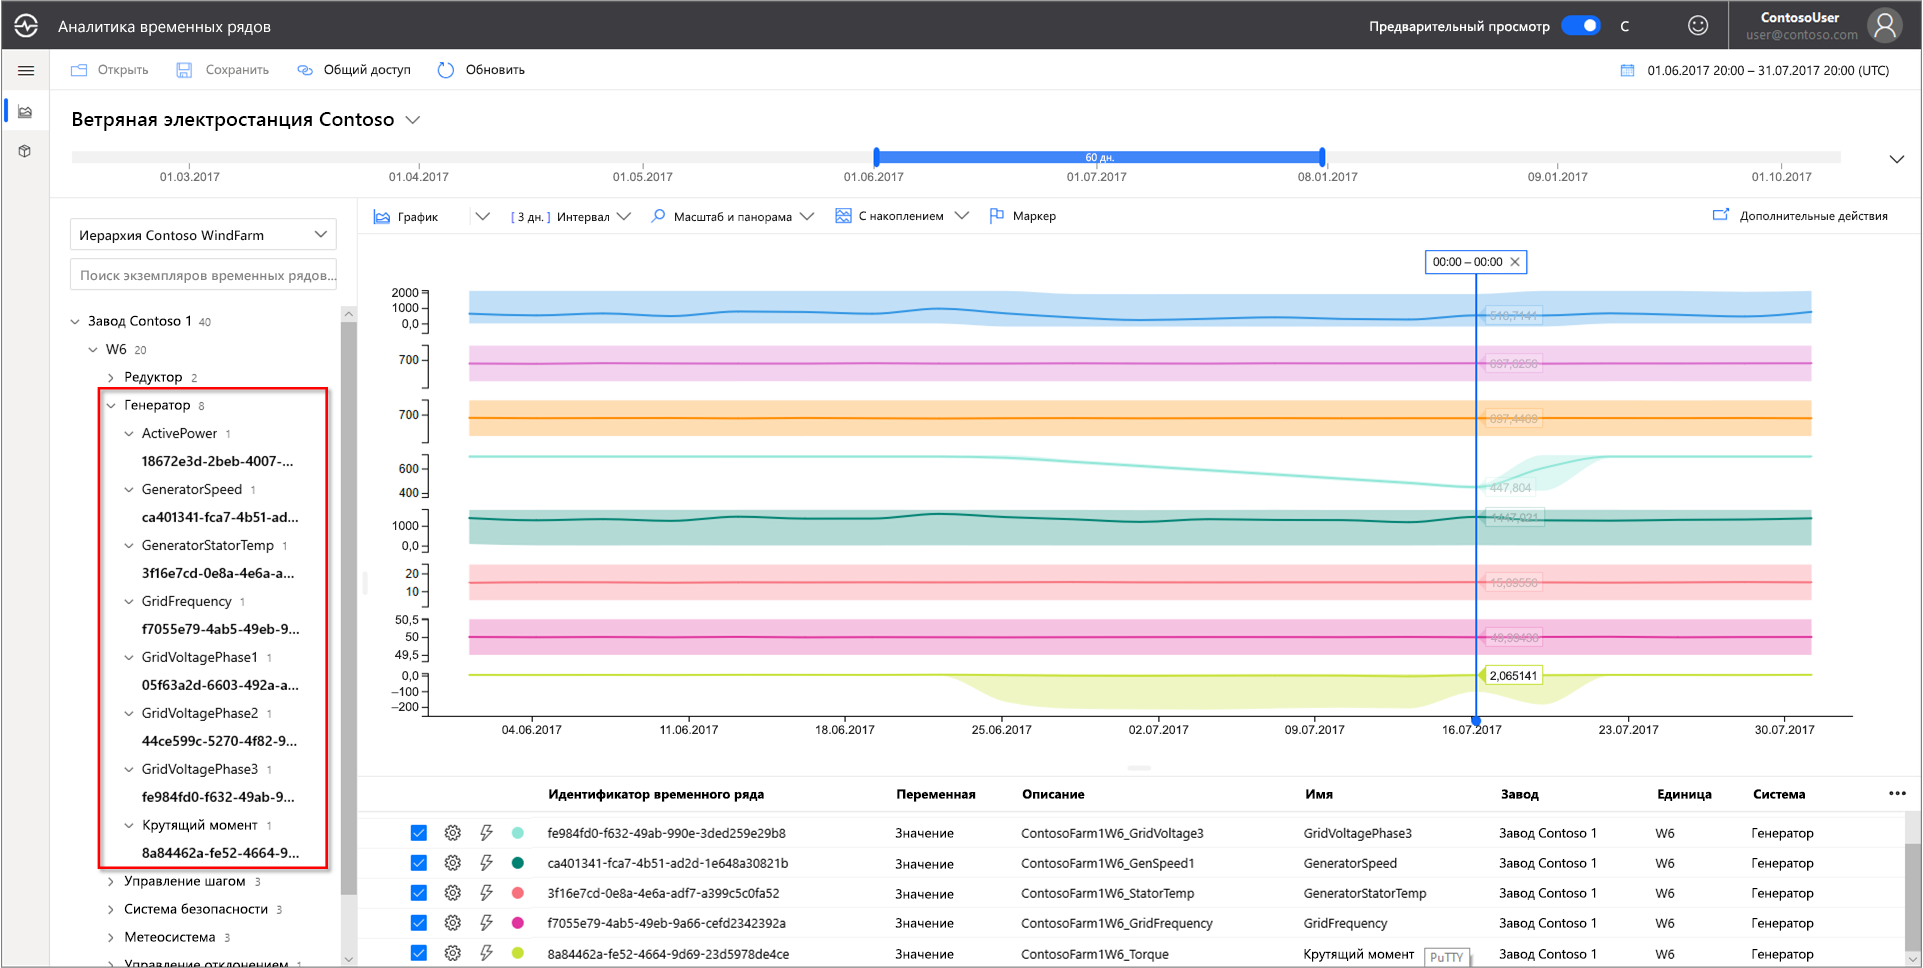 Аналитика временных рядов
Предварительный просмотр
С
ContosoUser
user@contoso.com
Открыть
Сохранить
Общий доступ
Обновить
01.06.2017 20:00 – 31.07.2017 20:00 (UTC)
Ветряная электростанция Contoso
60 дн.
01.03.2017
01.04.2017
01.05.2017
01.06.2017
01.07.2017
08.01.2017
09.01.2017
01.10.2017
Иерархия Contoso WindFarm
Поиск экземпляров временных рядов...
Завод Contoso 1 40
W6 20
Редуктор 2
Генератор 8
ActivePower 1
18672e3d-2beb-4007-...
GeneratorSpeed 1
ca401341-fca7-4b51-ad...
GeneratorStatorTemp 1
3f16e7cd-0e8a-4e6a-a...
GridFrequency 1
f7055e79-4ab5-49eb-9...
GridVoltagePhase1 1
05f63a2d-6603-492a-a...
GridVoltagePhase2 1
44ce599c-5270-4f82-9...
GridVoltagePhase3 1
fe984fd0-f632-49ab-9...
Крутящий момент 1
8a84462a-fe52-4664-9...
Управление шагом 3
Система безопасности 3
Метеосистема 3
Управление отклонением 1
График
[ 3 дн. ] Интервал
Масштаб и панорама
С накоплением
Маркер
Дополнительные действия
00:00 – 00:00
2000
1000
0,0
518,7141
700
700
600
400
447,804
1000
0,0
20
10
50,5
50
49,5
0,0
–100
–200
2,065141
04.06.2017
11.06.2017
18.06.2017
25.06.2017
02.07.2017
09.07.2017
16.07.2017
23.07.2017
30.07.2017
Идентификатор временного ряда Переменная Описание Имя Завод Единица Система
fe984fd0-f632-49ab-990e-3ded259e29b8 Значение ContosoFarm1W6_GridVoltage3 GridVoltagePhase3 Завод Contoso 1 W6 Генератор
ca401341-fca7-4b51-ad2d-1e648a30821b Значение ContosoFarm1W6_GenSpeed1 GeneratorSpeed Завод Contoso 1 W6 Генератор
3f16e7cd-0e8a-4e6a-adf7-a399c5c0fa52 Значение ContosoFarm1W6_StatorTemp GeneratorStatorTemp Завод Contoso 1 W6 Генератор
f7055e79-4ab5-49eb-9a66-cefd2342392a Значение ContosoFarm1W6_GridFrequency GridFrequency Завод Contoso 1 W6 Генератор
8a84462a-fe52-4664-9d69-23d5978de4ce Значение ContosoFarm1W6_Torque Крутящий момент Завод Contoso 1 W6 Генератор
PuTTY